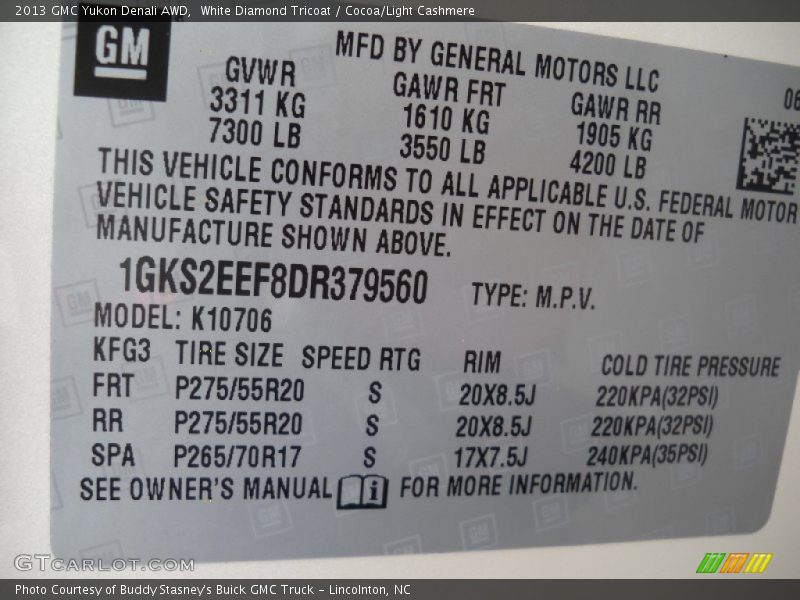 2013 GMC Yukon Denali AWD,  White Diamond Tricoat / Cocoa/Light Cashmere
GM
MFD BY GENERAL MOTORS LLC
GVWR GAWR FRT GAWR RR
3311 KG 1610 KG 1905 KG
7300 LB 3550 LB 4200 LB
06
THIS VEHICLE CONFORMS TO ALL APPLICABLE U.S. FEDERAL MOTOR
VEHICLE SAFETY STANDARDS IN EFFECT ON THE DATE OF
MANUFACTURE SHOWN ABOVE.
1GKS2EEF8DR379560 TYPE: M.P.V.
MODEL: K10706
KFG3 TIRE SIZE SPEED RTG RIM COLD TIRE PRESSURE
FRT P275/55R20 S 20X8.5J 220KPA(32PSI)
RR P275/55R20 S 20X8.5J 220KPA(32PSI)
SPA P265/70R17 S 17X7.5J 240KPA(35PSI)
SEE OWNER'S MANUAL i FOR MORE INFORMATION.
GTCarLot.com
Photo Courtesy of Buddy Stasney's Buick GMC Truck - Lincolnton, NC